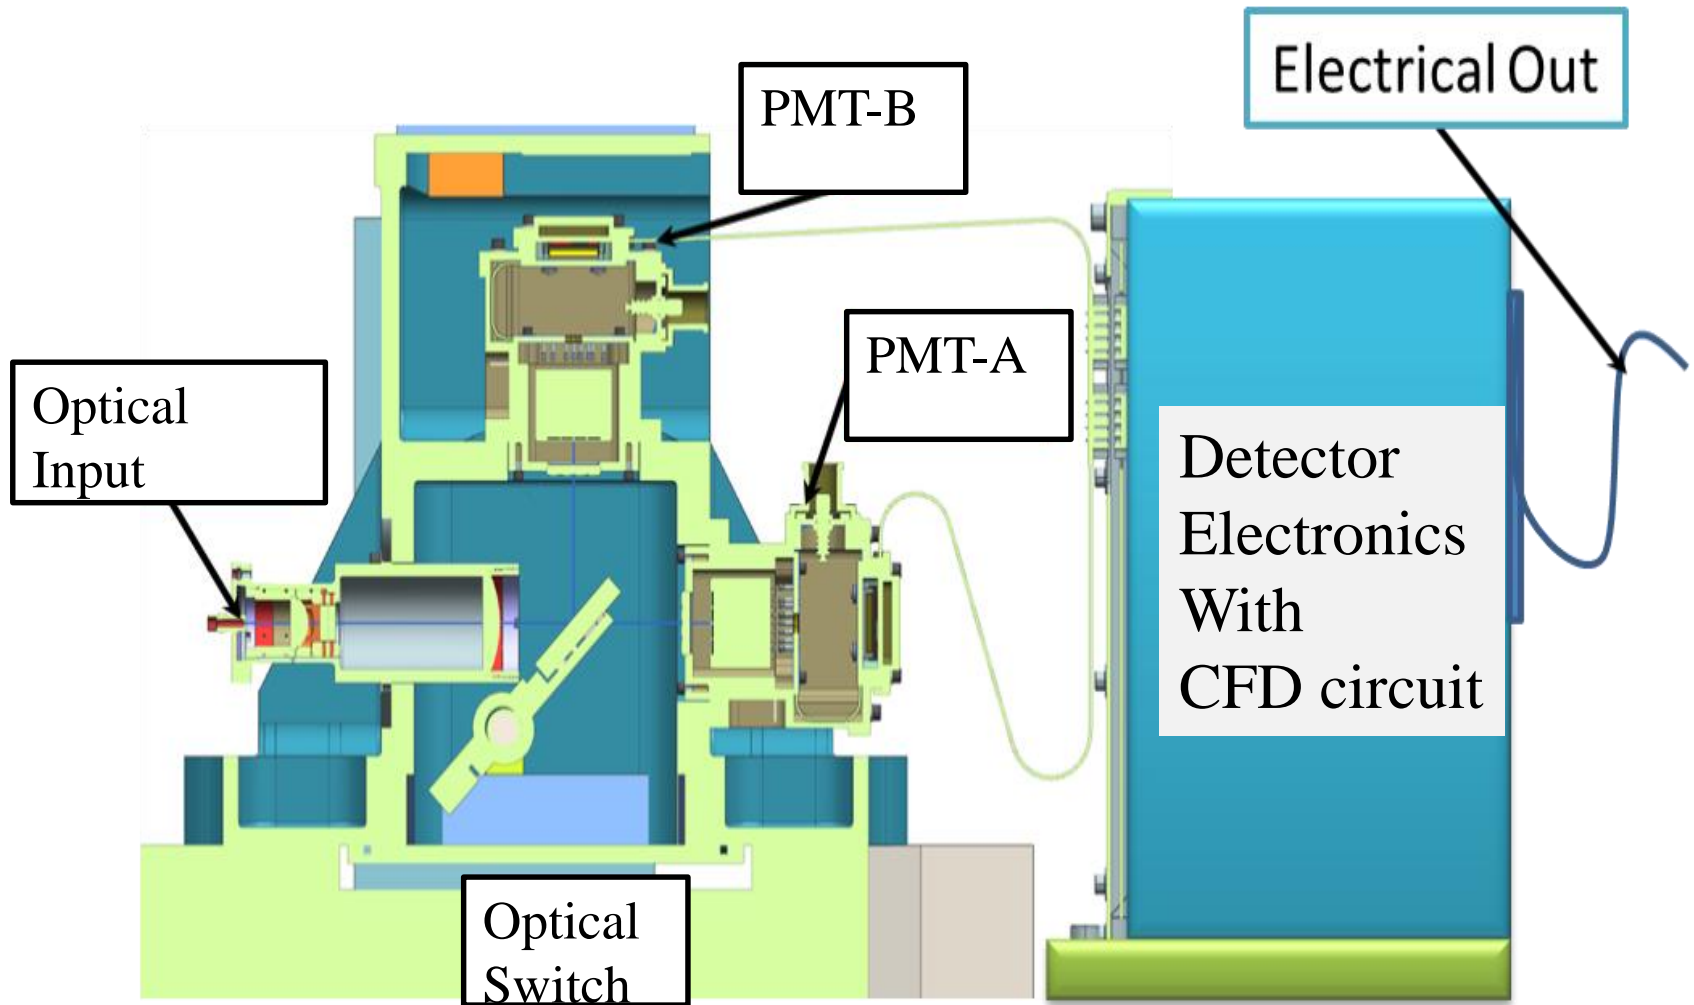 Electrical Out
PMT-B
PMT-A
Optical
Input
Detector
Electronics
With
CFD circuit
Optical
Switch